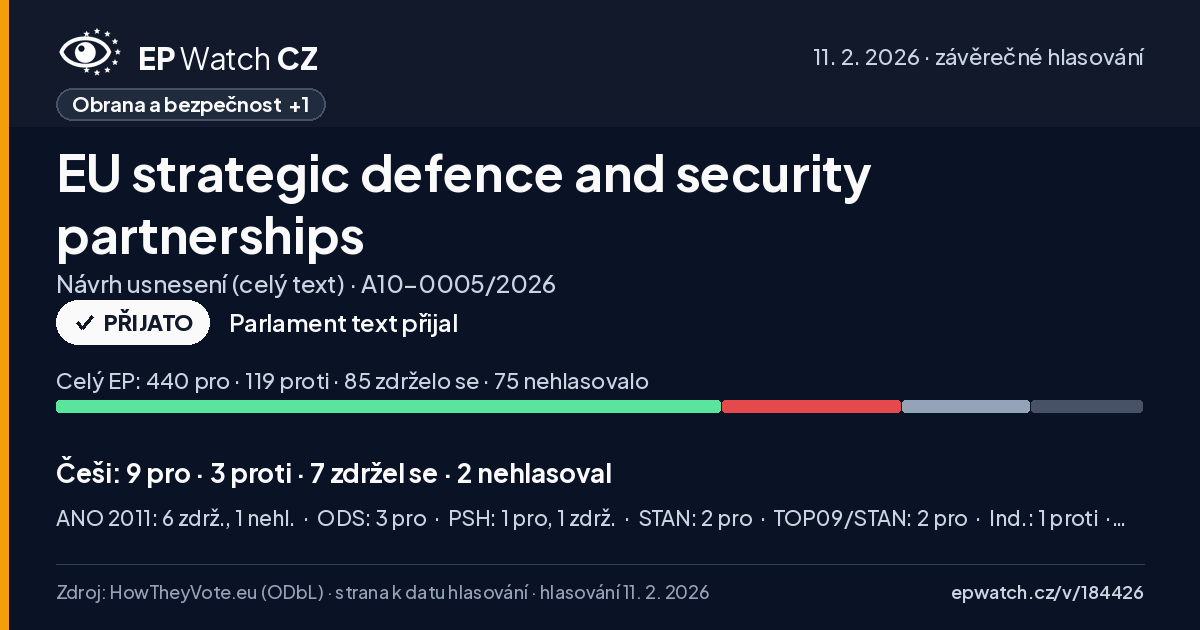 EP Watch CZ
11. 2. 2026 · závěrečné hlasování
Obrana a bezpečnost +1
EU strategic defence and security
partnerships
Návrh usnesení (celý text) · A10-0005/2026
✓ PŘIJATO Parlament text přijal
Celý EP: 440 pro · 119 proti · 85 zdrželo se · 75 nehlasovalo
Češi: 9 pro · 3 proti · 7 zdržel se · 2 nehlasoval
ANO 2011: 6 zdrž., 1 nehl. · ODS: 3 pro · PSH: 1 pro, 1 zdrž. · STAN: 2 pro · TOP09/STAN: 2 pro · Ind.: 1 proti ·…
Zdroj: HowTheyVote.eu (ODbL) · strana k datu hlasování · hlasování 11. 2. 2026
epwatch.cz/v/184426